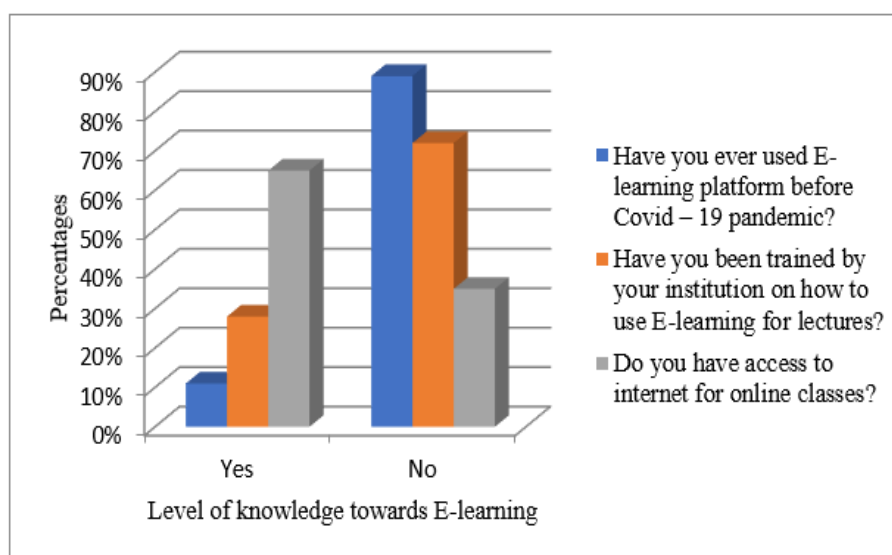 90%
80%
70%
60%
50%
40%
30%
20%
10%
0%
Percentages
Yes
No
Level of knowledge towards E-learning
Have you ever used E-
learning platform before
Covid – 19 pandemic?
Have you been trained by
your institution on how to
use E-learning for lectures?
Do you have access to
internet for online classes?